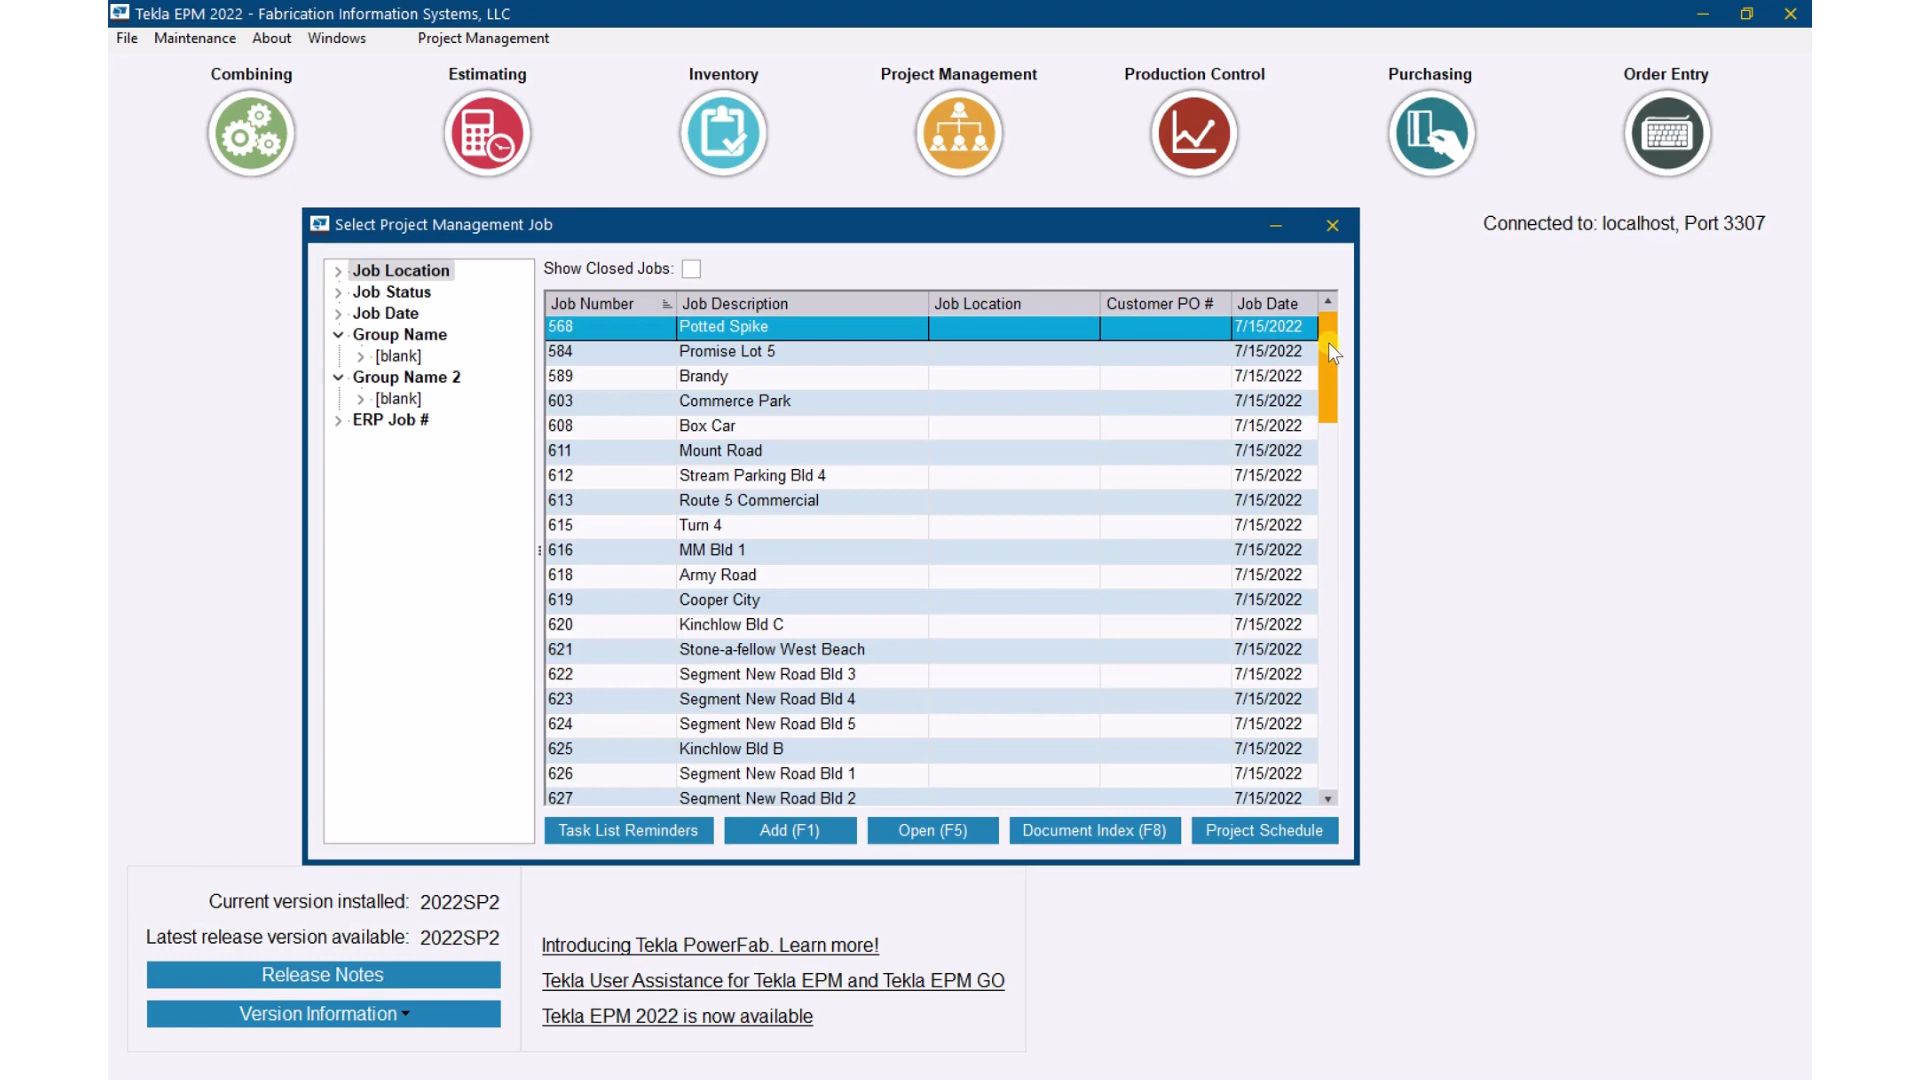 Tekla EPM 2022 - Fabrication Information Systems, LLC
File Maintenance About Windows Project Management
Combining Estimating Inventory Project Management Production Control Purchasing Order Entry
Connected to: localhost, Port 3307
Select Project Management Job
Job Location
Job Status
Job Date
Group Name
[blank]
Group Name 2
[blank]
ERP Job #
Show Closed Jobs:
Job Number Job Description Job Location Customer PO # Job Date
568 Potted Spike 7/15/2022
584 Promise Lot 5 7/15/2022
589 Brandy 7/15/2022
603 Commerce Park 7/15/2022
608 Box Car 7/15/2022
611 Mount Road 7/15/2022
612 Stream Parking Bld 4 7/15/2022
613 Route 5 Commercial 7/15/2022
615 Turn 4 7/15/2022
616 MM Bld 1 7/15/2022
618 Army Road 7/15/2022
619 Cooper City 7/15/2022
620 Kinchlow Bld C 7/15/2022
621 Stone-a-fellow West Beach 7/15/2022
622 Segment New Road Bld 3 7/15/2022
623 Segment New Road Bld 4 7/15/2022
624 Segment New Road Bld 5 7/15/2022
625 Kinchlow Bld B 7/15/2022
626 Segment New Road Bld 1 7/15/2022
627 Segment New Road Bld 2 7/15/2022
Task List Reminders Add (F1) Open (F5) Document Index (F8) Project Schedule
Current version installed: 2022SP2
Latest release version available: 2022SP2
Release Notes
Version Information
Introducing Tekla PowerFab. Learn more!
Tekla User Assistance for Tekla EPM and Tekla EPM GO
Tekla EPM 2022 is now available